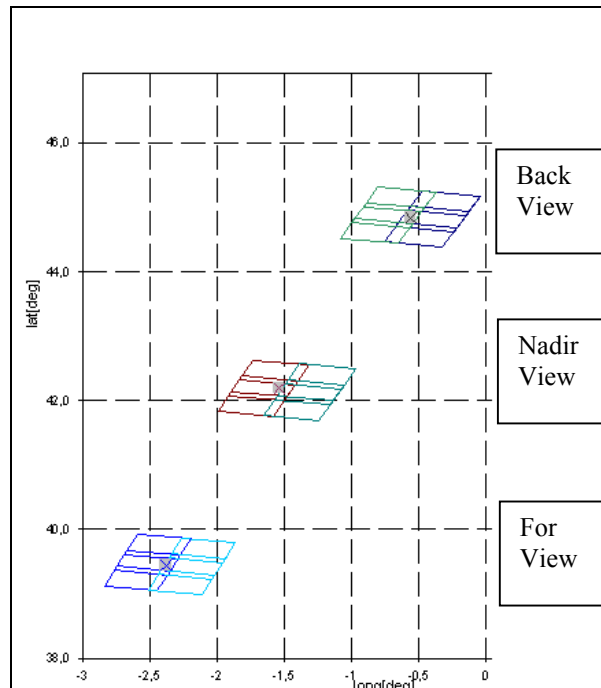 46,0
Back
View
44,0
lat[deg]
Nadir
View
42,0
For
View
40,0
38,0
-3 -2,5 -2 -1,5 -1 -0,5 0
long[deg]